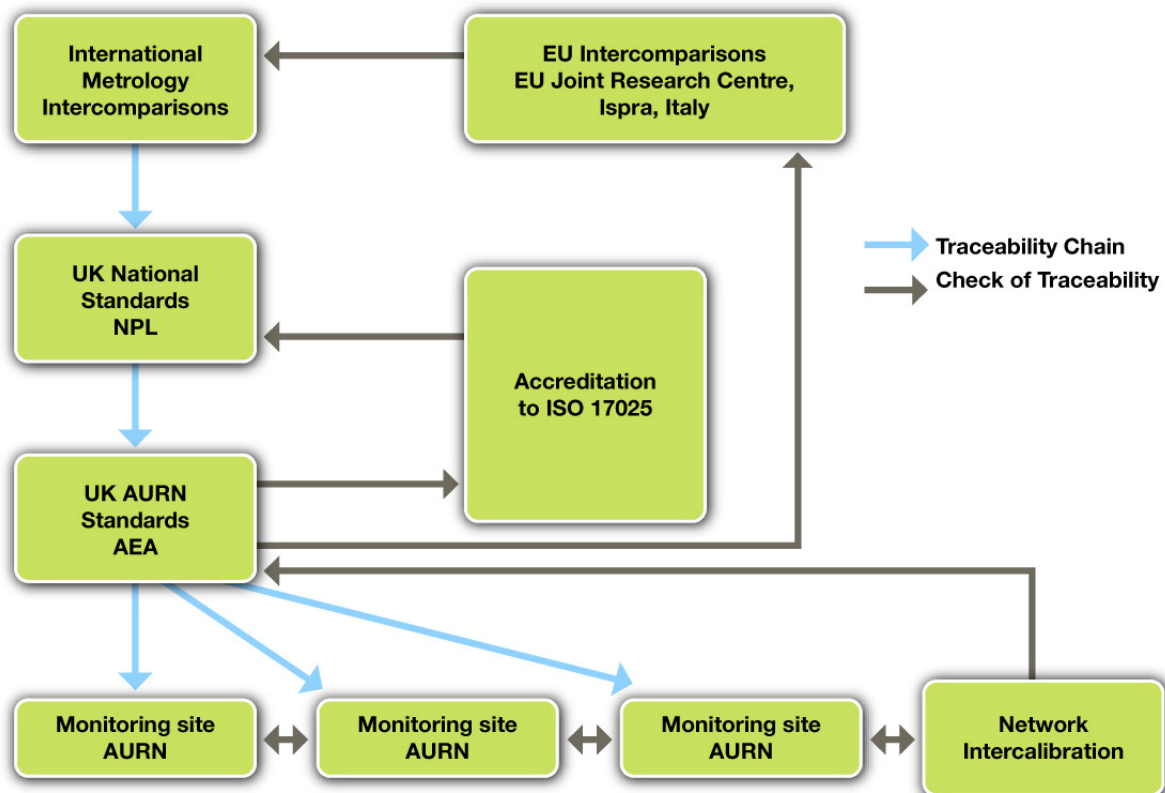 International
Metrology
Intercomparisons
EU Intercomparisons
EU Joint Research Centre,
Ispra, Italy
Traceability Chain
Check of Traceability
UK National
Standards
NPL
Accreditation
to ISO 17025
UK AURN
Standards
AEA
Monitoring site
AURN
Monitoring site
AURN
Monitoring site
AURN
Network
Intercalibration